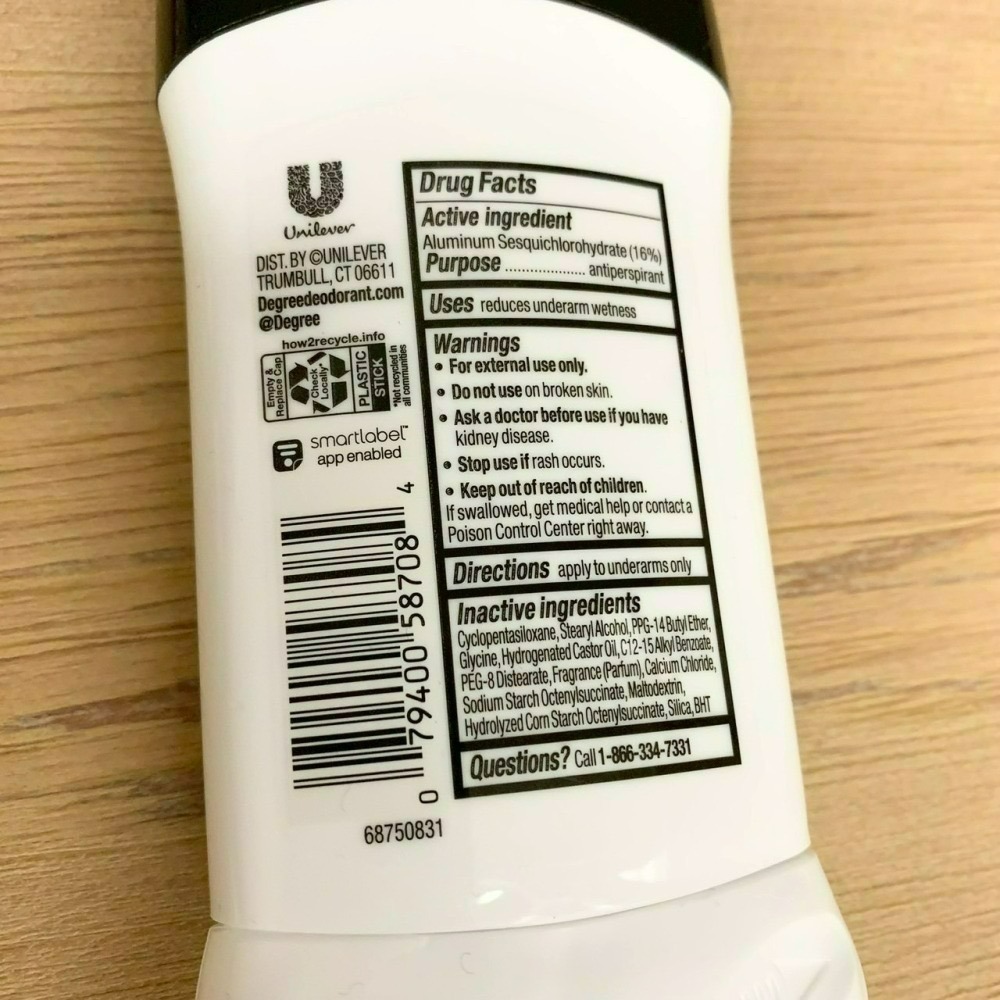 Unilever
DIST. BY ©UNILEVER
TRUMBULL, CT 06611
Degreedeodorant.com
@Degree
how2recycle.info
Empty &
Replace Cap
Check
Locally*
PLASTIC
STICK
*Not recycled in
all communities
smartlabel™
app enabled
0 79400 58708 4
68750831
Drug Facts
Active ingredient
Aluminum Sesquichlorohydrate (16%)
Purpose ..................... antiperspirant
Uses reduces underarm wetness
Warnings
• For external use only.
• Do not use on broken skin.
• Ask a doctor before use if you have
kidney disease.
• Stop use if rash occurs.
• Keep out of reach of children.
If swallowed, get medical help or contact a
Poison Control Center right away.
Directions apply to underarms only
Inactive ingredients
Cyclopentasiloxane, Stearyl Alcohol, PPG-14 Butyl Ether,
Glycine, Hydrogenated Castor Oil, C12-15 Alkyl Benzoate,
PEG-8 Distearate, Fragrance (Parfum), Calcium Chloride,
Sodium Starch Octenylsuccinate, Maltodextrin,
Hydrolyzed Corn Starch Octenylsuccinate, Silica, BHT
Questions? Call 1-866-334-7331